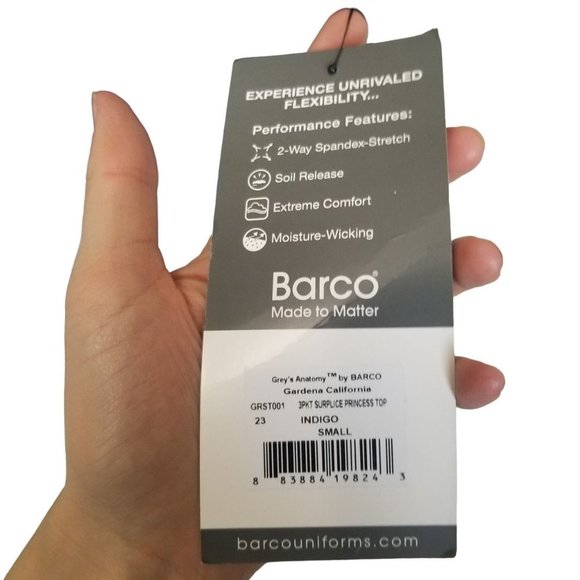 EXPERIENCE UNRIVALED
FLEXIBILITY...
Performance Features:
2-Way Spandex-Stretch
Soil Release
Extreme Comfort
Moisture-Wicking
Barco®
Made to Matter
Grey's Anatomy™ by BARCO
Gardena California
GRST001 3PKT SURPLICE PRINCESS TOP
23 INDIGO
SMALL
8 83884 19824 3
barcouniforms.com